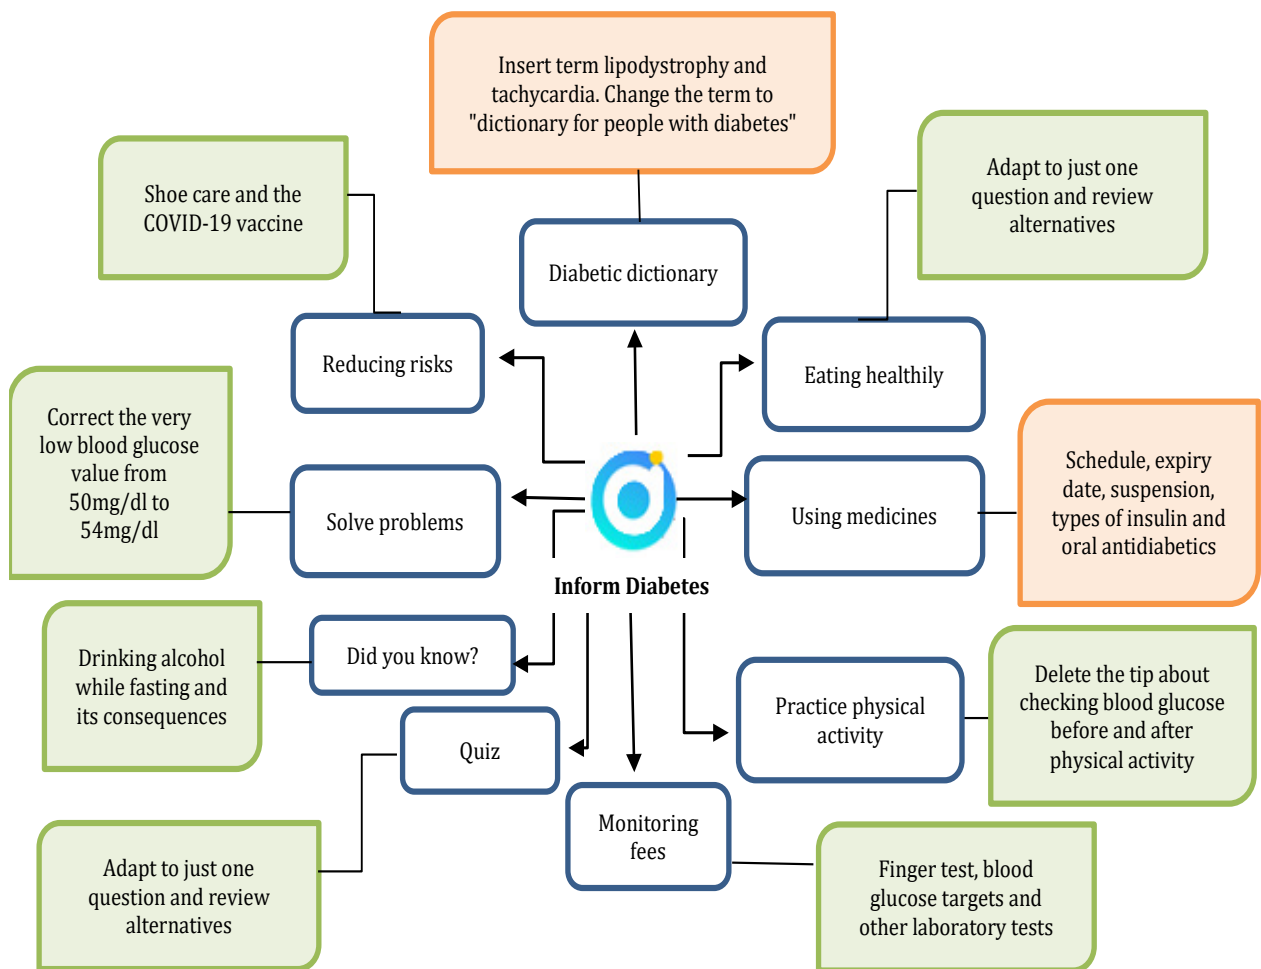 Insert term lipodystrophy and
tachycardia. Change the term to
"dictionary for people with diabetes"
Adapt to just one
question and review
alternatives
Shoe care and the
COVID-19 vaccine
Diabetic dictionary
Reducing risks
Eating healthily
Correct the very
low blood glucose
value from
50mg/dl to
54mg/dl
Solve problems
Using medicines
Schedule, expiry
date, suspension,
types of insulin and
oral antidiabetics
Inform Diabetes
Drinking alcohol
while fasting and
its consequences
Did you know?
Practice physical
activity
Delete the tip about
checking blood glucose
before and after
physical activity
Quiz
Monitoring
fees
Adapt to just one
question and review
alternatives
Finger test, blood
glucose targets and
other laboratory tests